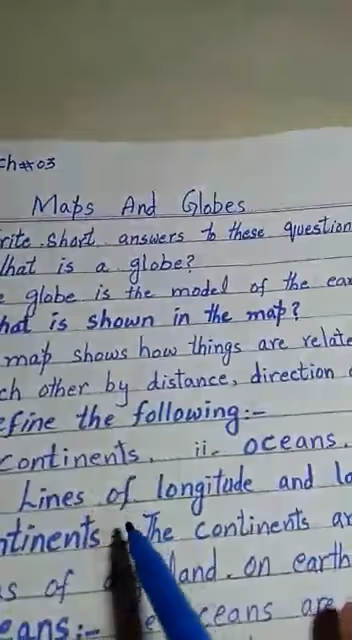 Ch#03
Maps And Globes
rite short answers to these question
What is a globe?
e globe is the model of the ear
hat is shown in the map?
map shows how things are relate
ch other by distance, direction
efine the following:-
continents. ii. oceans.
Lines of longitude and la
ntinents The continents ar
s of land on earth
eans:- oceans are